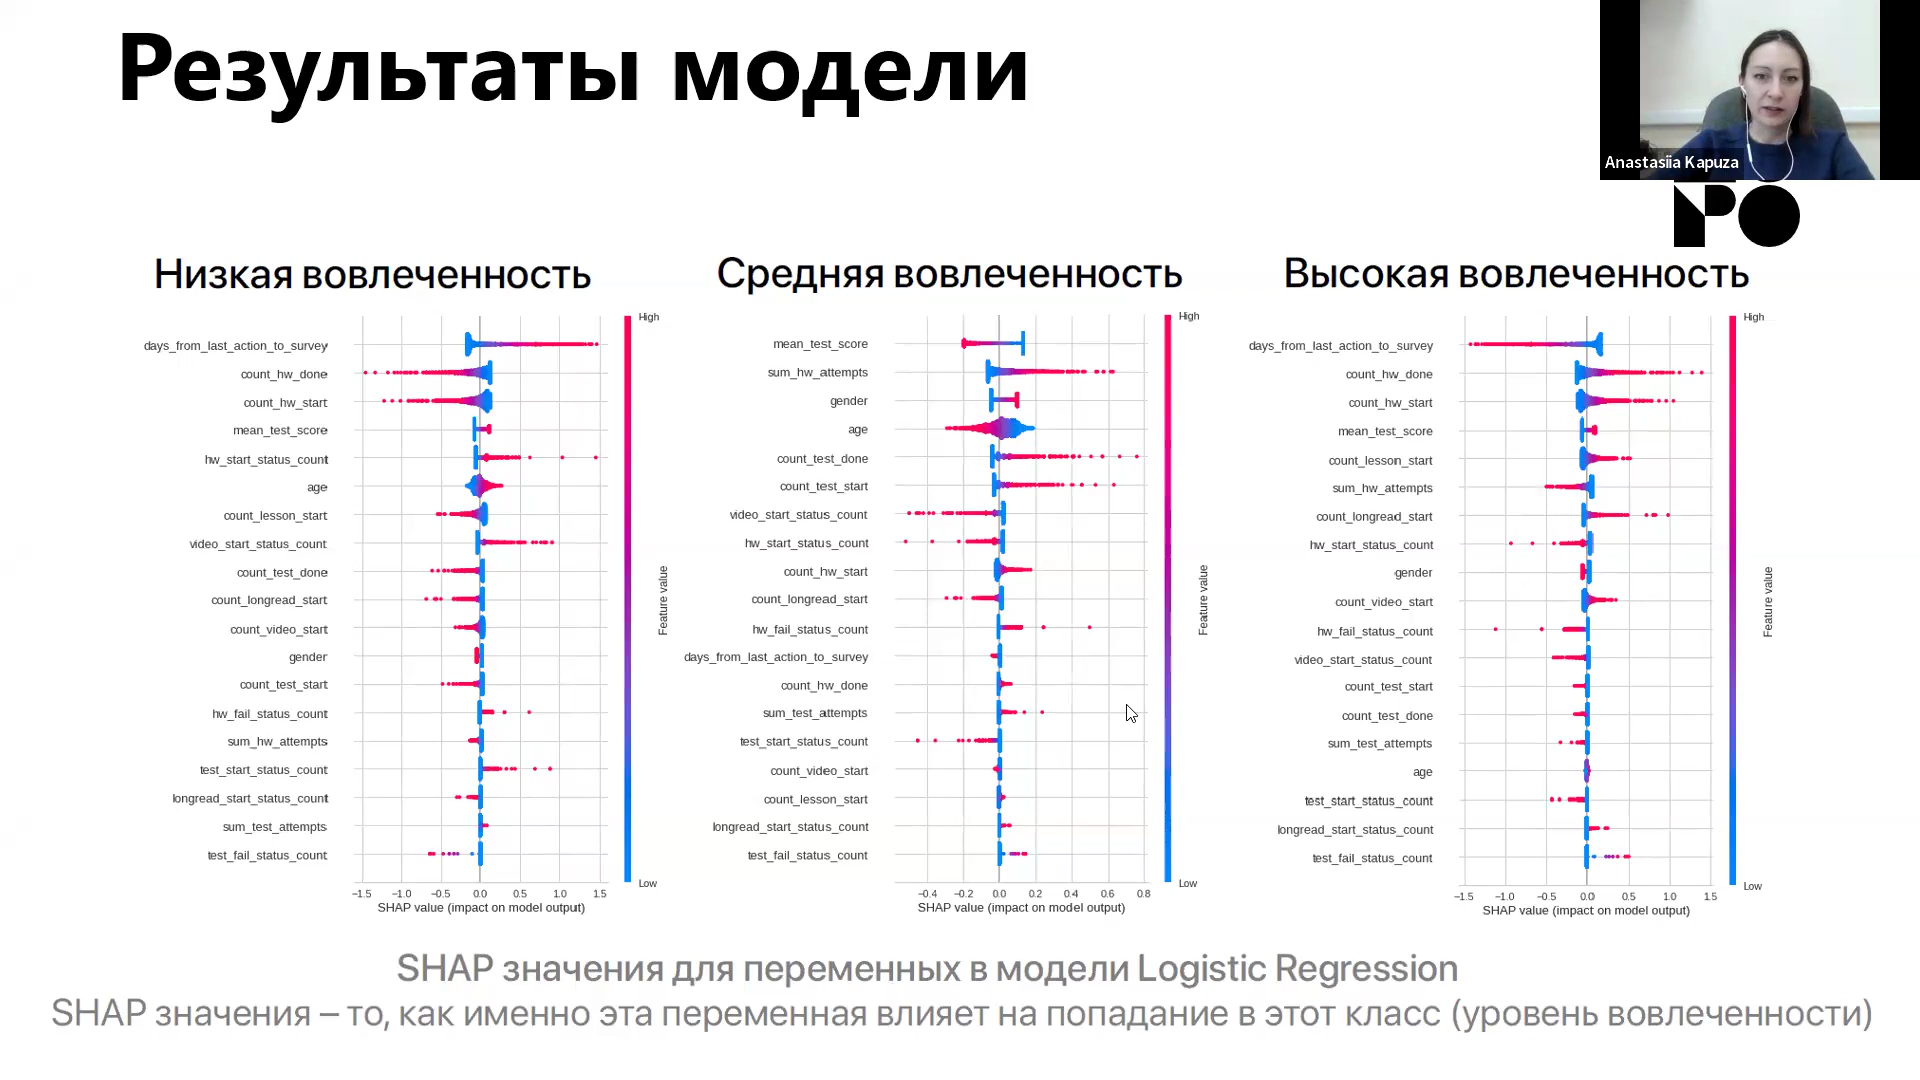 Результаты модели
Anastasiia Kapuza
Низкая вовлеченность
High
days_from_last_action_to_survey
count_hw_done
count_hw_start
mean_test_score
hw_start_status_count
age
count_lesson_start
video_start_status_count
count_test_done
count_longread_start
count_video_start
gender
count_test_start
hw_fail_status_count
sum_hw_attempts
test_start_status_count
longread_start_status_count
sum_test_attempts
test_fail_status_count
Feature value
Low
−1.5 −1.0 −0.5 0.0 0.5 1.0 1.5
SHAP value (impact on model output)
Средняя вовлеченность
High
mean_test_score
sum_hw_attempts
gender
age
count_test_done
count_test_start
video_start_status_count
hw_start_status_count
count_hw_start
count_longread_start
hw_fail_status_count
days_from_last_action_to_survey
count_hw_done
sum_test_attempts
test_start_status_count
count_video_start
count_lesson_start
longread_start_status_count
test_fail_status_count
Feature value
Low
−0.4 −0.2 0.0 0.2 0.4 0.6 0.8
SHAP value (impact on model output)
Высокая вовлеченность
High
days_from_last_action_to_survey
count_hw_done
count_hw_start
mean_test_score
count_lesson_start
sum_hw_attempts
count_longread_start
hw_start_status_count
gender
count_video_start
hw_fail_status_count
video_start_status_count
count_test_start
count_test_done
sum_test_attempts
age
test_start_status_count
longread_start_status_count
test_fail_status_count
Feature value
Low
−1.5 −1.0 −0.5 0.0 0.5 1.0 1.5
SHAP value (impact on model output)
SHAP значения для переменных в модели Logistic Regression
SHAP значения – то, как именно эта переменная влияет на попадание в этот класс (уровень вовлеченности)